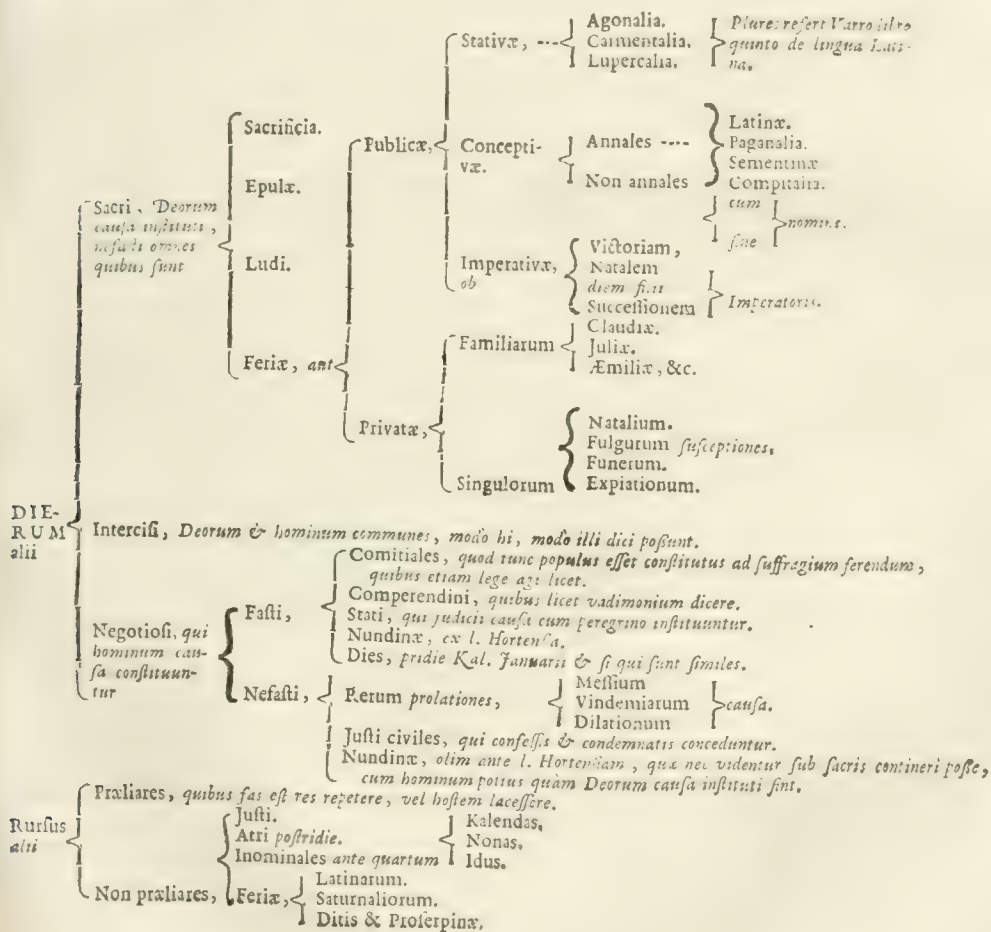 Stativæ,
Agonalia.
Carmentalia.
Lupercalia.
Plures refert Varro libro
quinto de lingua Lati-
na.
Sacrificia.
Epulæ.
Ludi.
Feriæ, aut
Publicæ,
Concepti-
væ.
Annales
Non annales
Latinæ.
Paganalia.
Sementinæ
Compitalia.
cum
sine
nomine.
Sacri, Deorum
causa instituti,
nefasti omnes
quibus sunt
Imperativæ,
ob
Victoriam,
Natalem
diem sive
Successionem
Imperatoris.
Familiarum
Claudiæ.
Juliæ.
Æmiliæ, &c.
Privatæ,
Singulorum
Natalium.
Fulgurum susceptiones.
Funerum.
Expiationum.
DIE-
RUM
alii
Intercisi, Deorum & hominum communes, modo hi, modo illi dici possunt.
Negotiosi, qui
hominum cau-
sa constituun-
tur
Fasti,
Comitiales, quod tunc populus esset constitutus ad suffragium ferendum,
quibus etiam lege agi licet.
Comperendini, quibus licet vadimonium dicere.
Stati, qui judicii causa cum peregrino instituuntur.
Nundinæ, ex l. Hortensa.
Dies, pridie Kal. Januarii & si qui sunt similes.
Nefasti,
Rerum prolationes,
Messium
Vindemiarum
Dilationum
causa.
Justi civiles, qui confessis & condemnatis conceduntur.
Nundinæ, olim ante l. Hortensiam, quæ nec videntur sub sacris contineri posse,
cum hominum potius quàm Deorum causa instituti sint.
Rursus
alii
Præliares, quibus fas est res repetere, vel hostem lacessere.
Non præliares,
Justi.
Atri postridie.
Inominales ante quartum
Kalendas.
Nonas.
Idus.
Feriæ,
Latinarum.
Saturnaliorum.
Ditis & Proserpinæ.